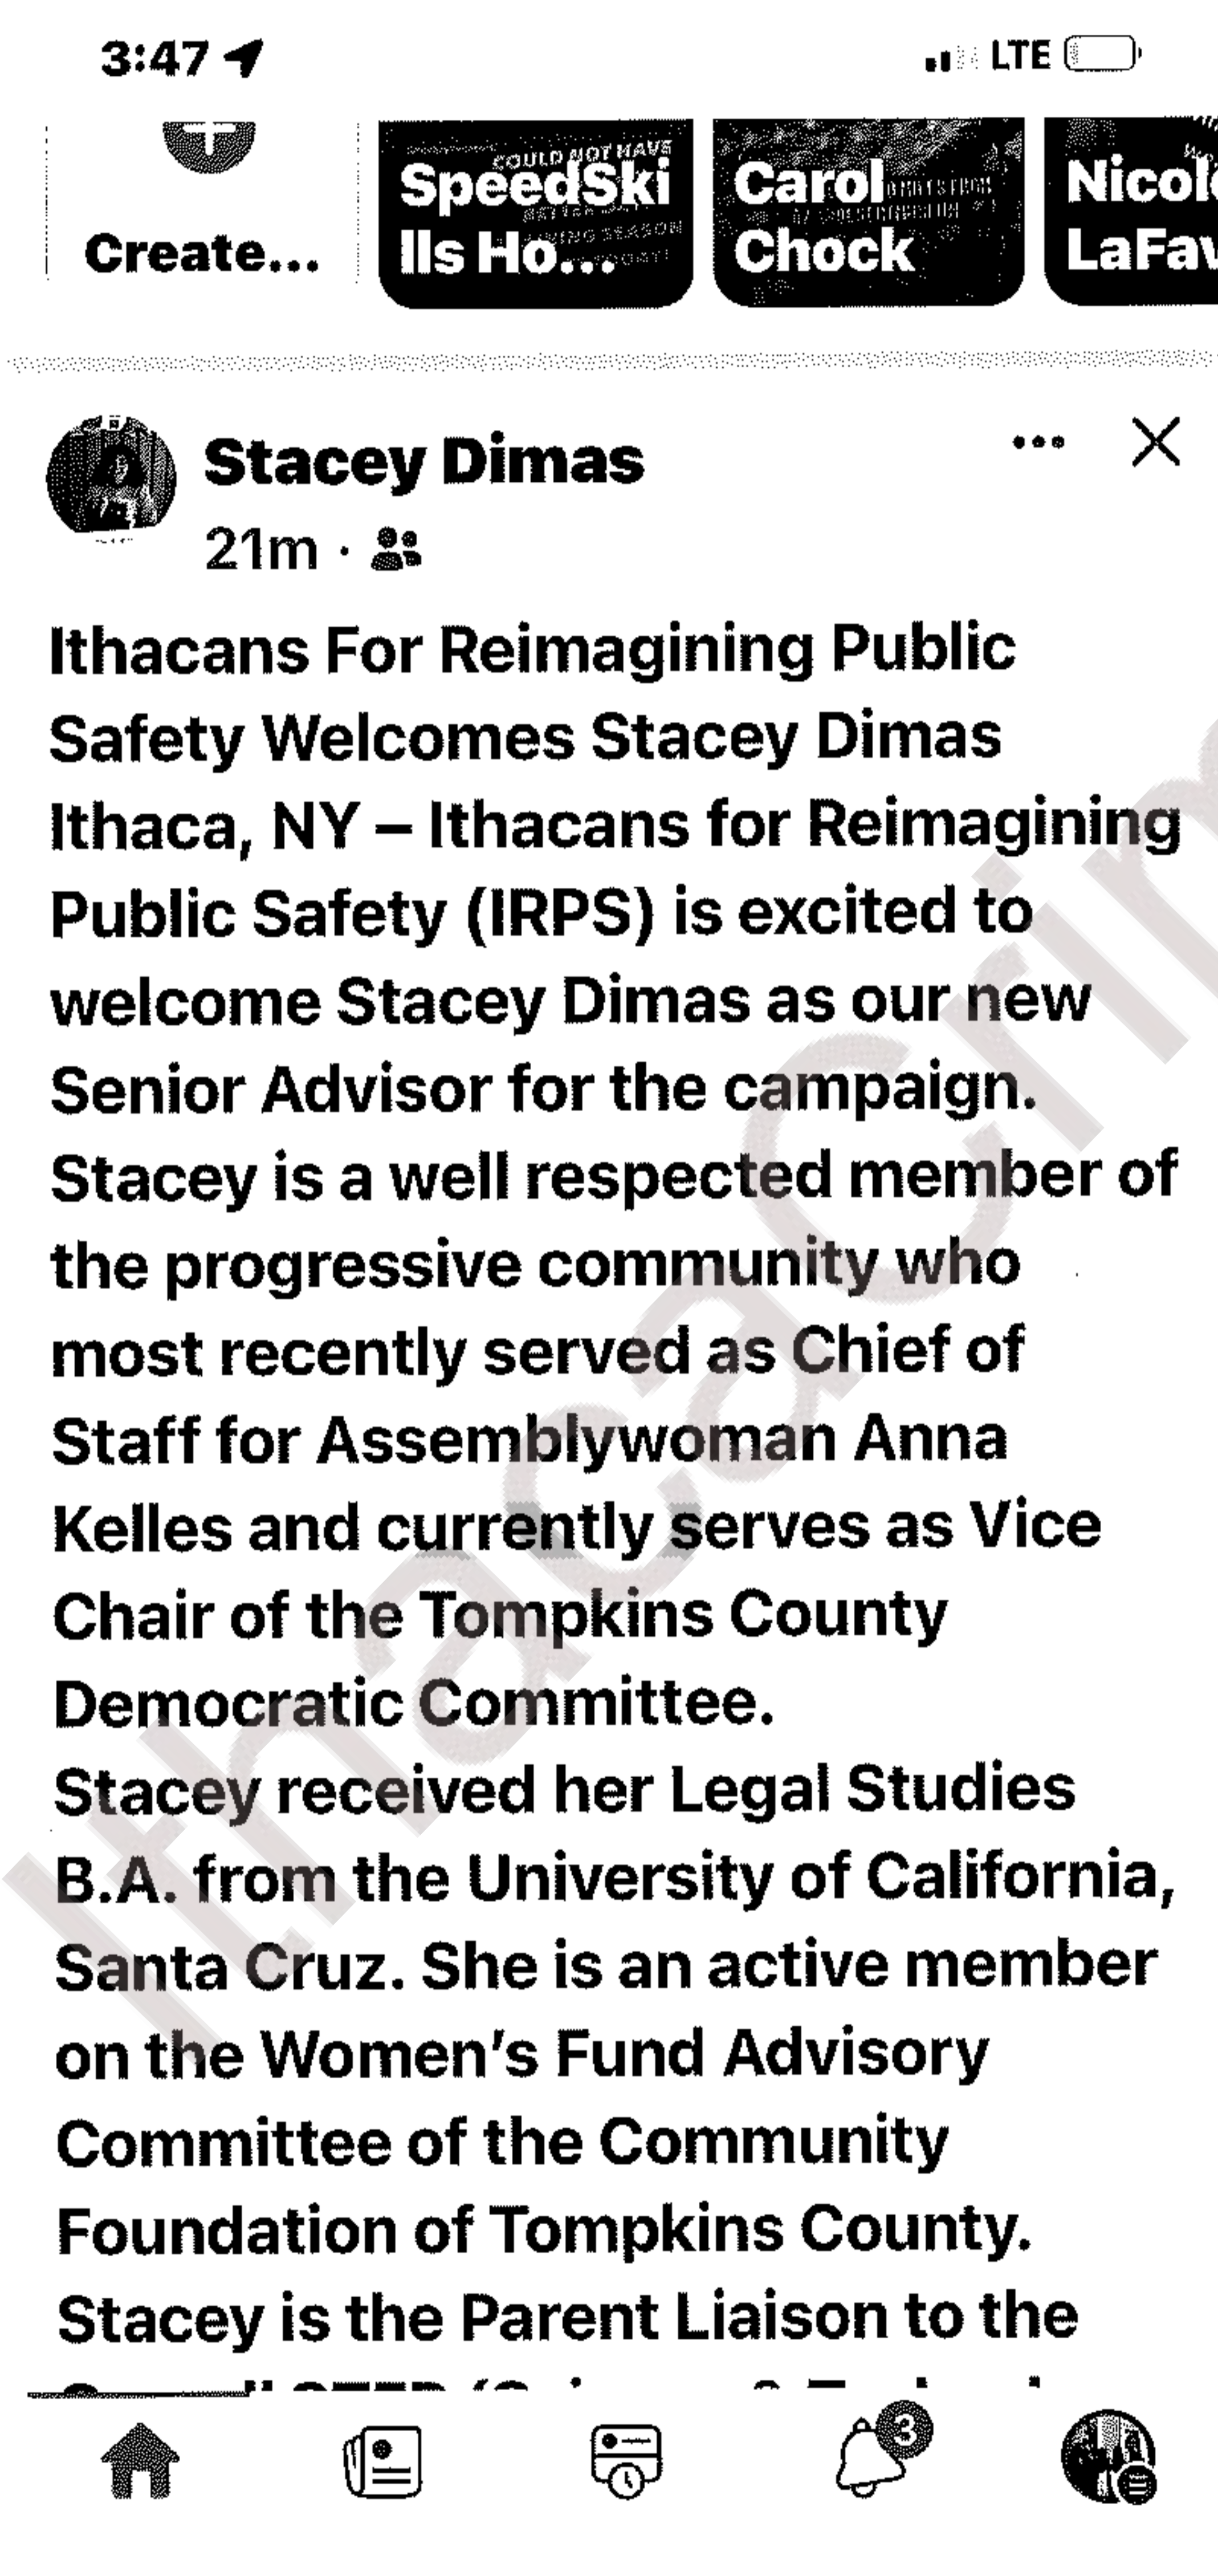 3:47 LTE
Create...
SpeedSki
lls Ho...
Carol
Chock
Nicol
LaFav
Stacey Dimas
21m ·
Ithacans For Reimagining Public
Safety Welcomes Stacey Dimas
Ithaca, NY – Ithacans for Reimagining
Public Safety (IRPS) is excited to
welcome Stacey Dimas as our new
Senior Advisor for the campaign.
Stacey is a well respected member of
the progressive community who
most recently served as Chief of
Staff for Assemblywoman Anna
Kelles and currently serves as Vice
Chair of the Tompkins County
Democratic Committee.
Stacey received her Legal Studies
B.A. from the University of California,
Santa Cruz. She is an active member
on the Women's Fund Advisory
Committee of the Community
Foundation of Tompkins County.
Stacey is the Parent Liaison to the
3
Ithaca Crim